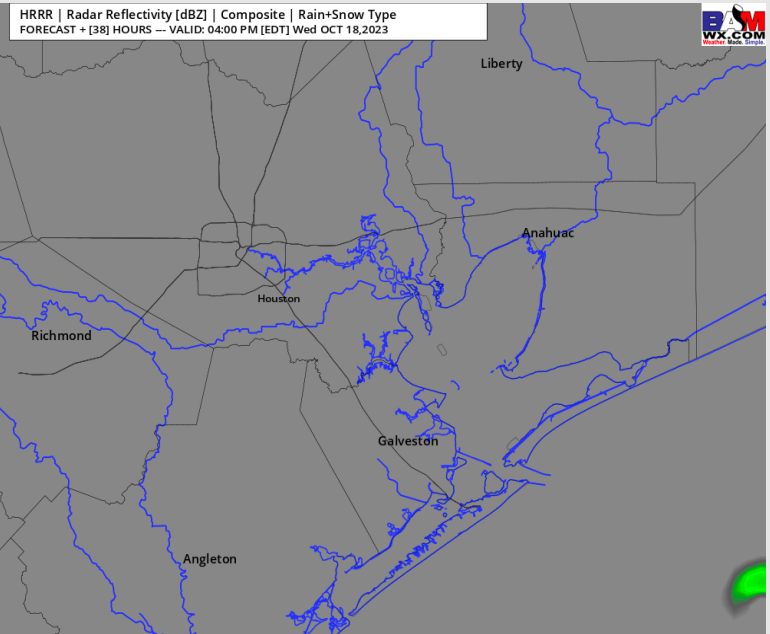 HRRR | Radar Reflectivity [dBZ] | Composite | Rain+Snow Type
FORECAST + [38] HOURS --- VALID: 04:00 PM [EDT] Wed OCT 18,2023
BAM
WX.COM
Weather. Made. Simple.
Liberty
Anahuac
Houston
Richmond
Galveston
Angleton